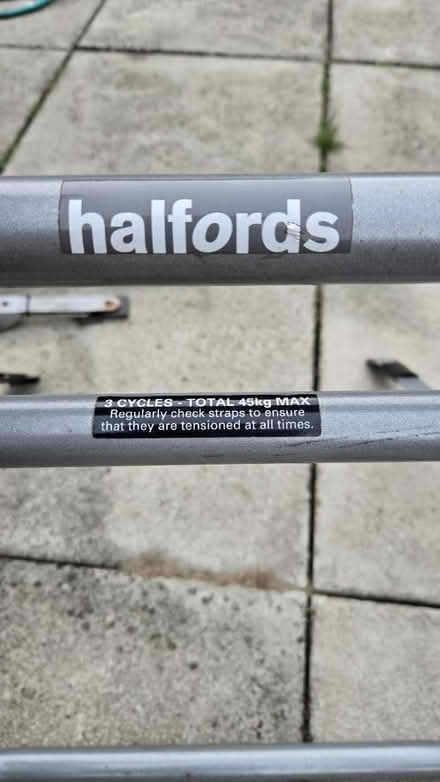 halfords
3 CYCLES - TOTAL 45kg MAX
Regularly check straps to ensure
that they are tensioned at all times.